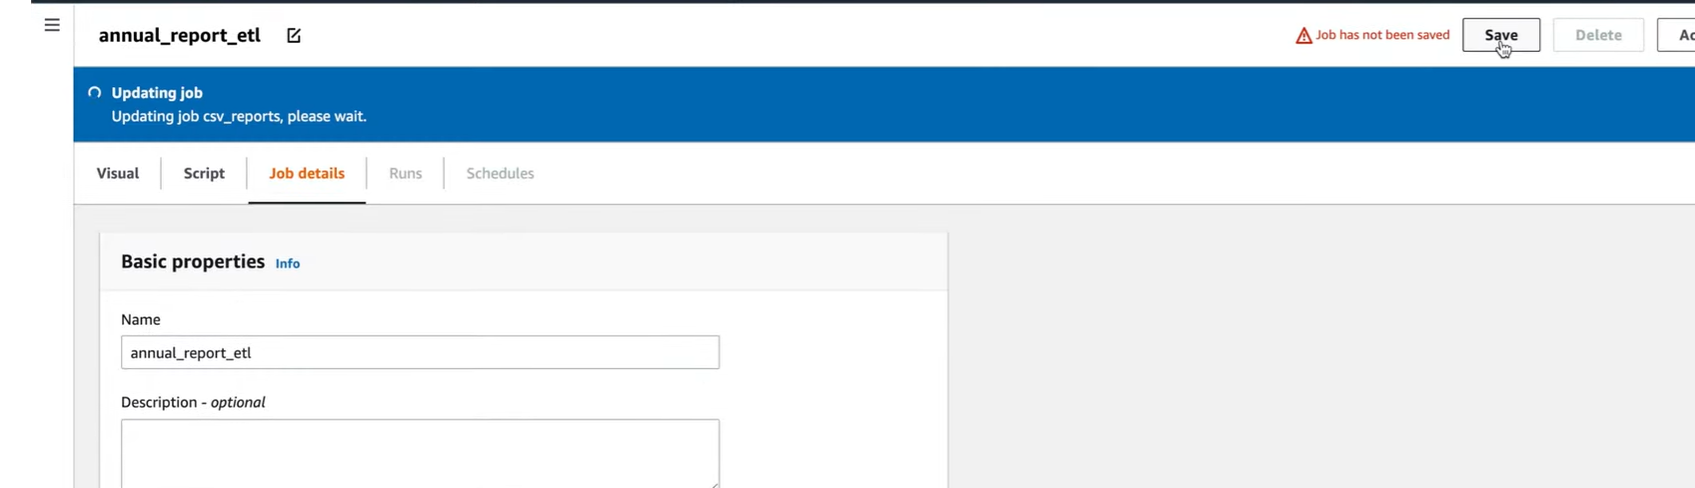 annual_report_etl
Job has not been saved
Save
Delete
Updating job
Updating job csv_reports, please wait.
Visual
Script
Job details
Runs
Schedules
Basic properties Info
Name
annual_report_etl
Description - optional